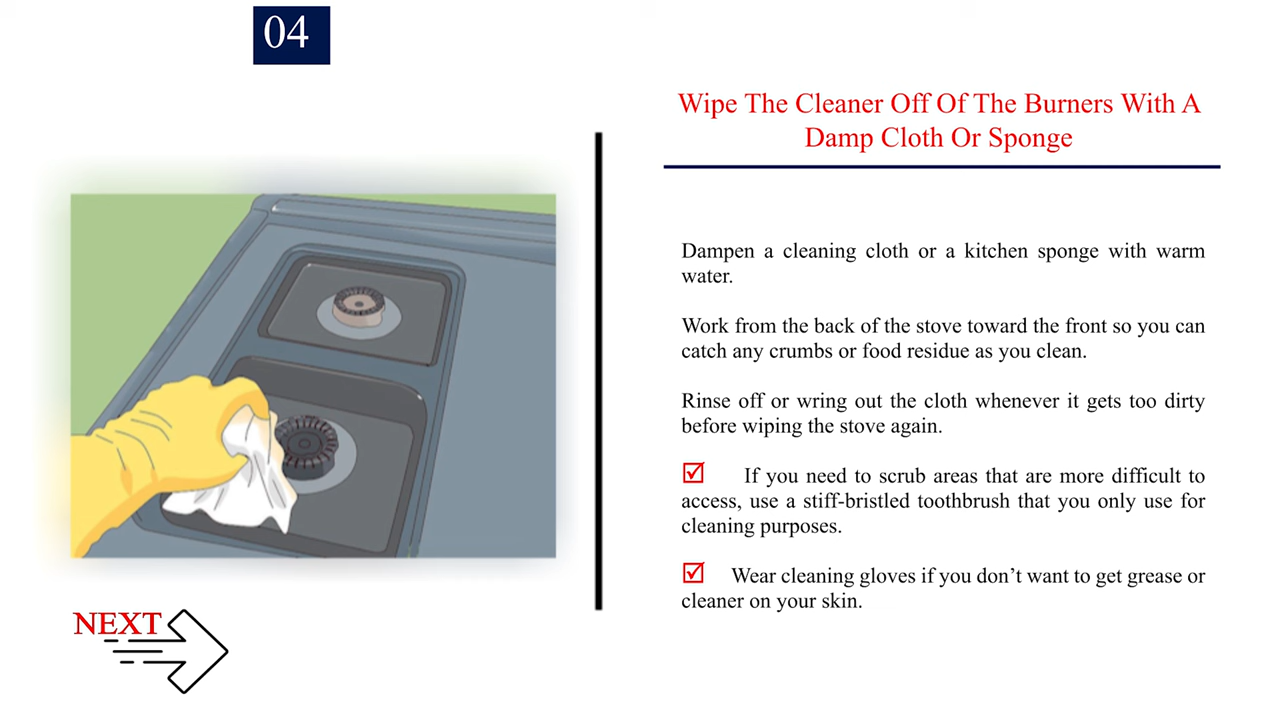 04
Wipe The Cleaner Off Of The Burners With A
Damp Cloth Or Sponge
Dampen a cleaning cloth or a kitchen sponge with warm
water.
Work from the back of the stove toward the front so you can
catch any crumbs or food residue as you clean.
Rinse off or wring out the cloth whenever it gets too dirty
before wiping the stove again.
If you need to scrub areas that are more difficult to
access, use a stiff-bristled toothbrush that you only use for
cleaning purposes.
Wear cleaning gloves if you don’t want to get grease or
cleaner on your skin.
NEXT